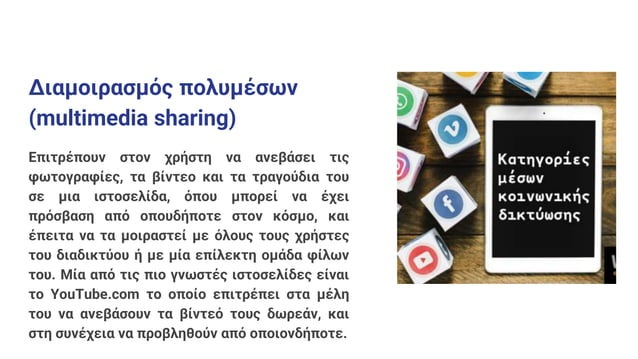 Διαμοιρασμός πολυμέσων
(multimedia sharing)
Επιτρέπουν στον χρήστη να ανεβάσει τις
φωτογραφίες, τα βίντεο και τα τραγούδια του
σε μια ιστοσελίδα, όπου μπορεί να έχει
πρόσβαση από οπουδήποτε στον κόσμο, και
έπειτα να τα μοιραστεί με όλους τους χρήστες
του διαδικτύου ή με μία επίλεκτη ομάδα φίλων
του. Μία από τις πιο γνωστές ιστοσελίδες είναι
το YouTube.com το οποίο επιτρέπει στα μέλη
του να ανεβάσουν τα βίντεό τους δωρεάν, και
στη συνέχεια να προβληθούν από οποιονδήποτε.
Κατηγορίες
μέσων
κοινωνικής
δικτύωσης